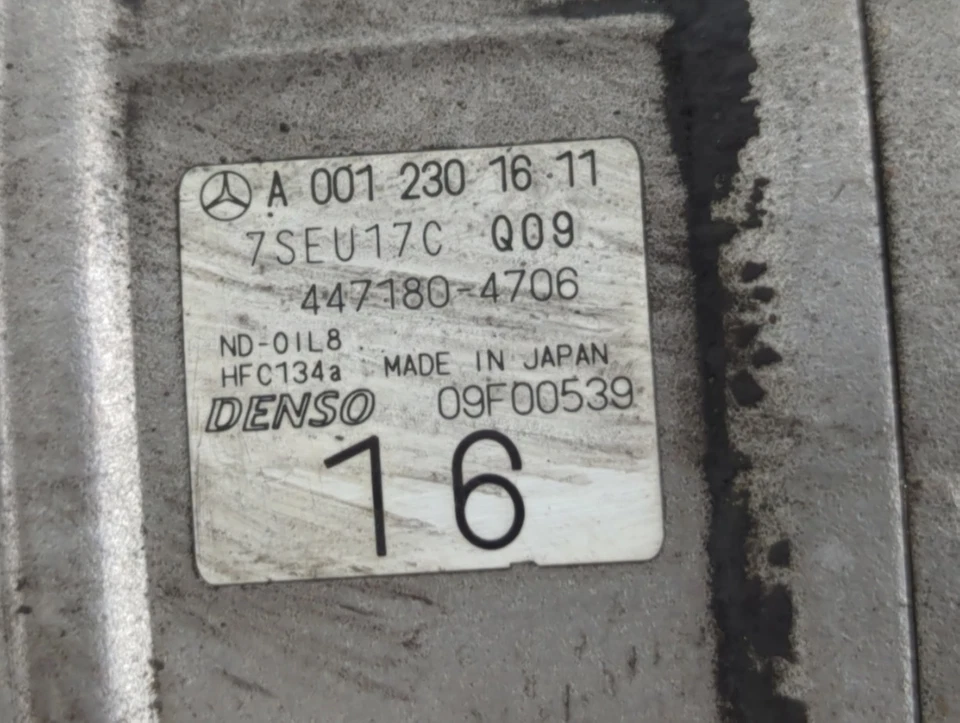 A 001 230 16 11
7SEU17C Q09
447180-4706
ND-OIL8
HFC134a MADE IN JAPAN
DENSO 09F00539
16